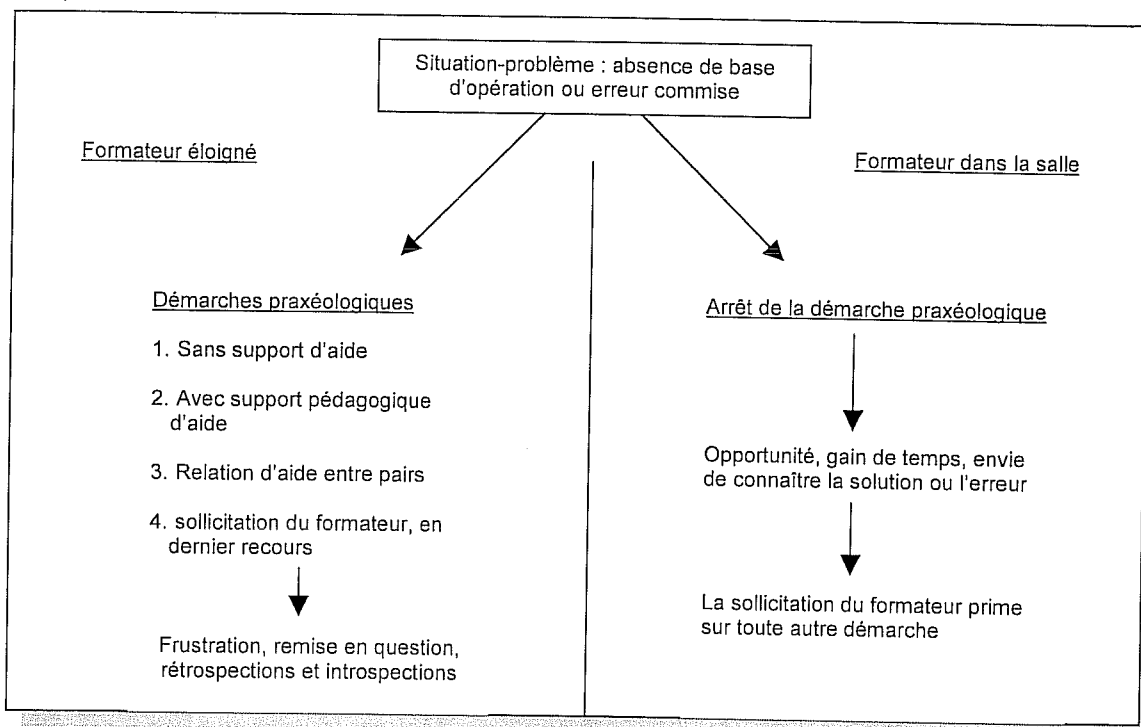 Situation-problème : absence de base
d'opération ou erreur commise
Formateur éloigné
Formateur dans la salle
Démarches praxéologiques
1. Sans support d'aide
2. Avec support pédagogique
d'aide
3. Relation d'aide entre pairs
4. sollicitation du formateur, en
dernier recours
Frustration, remise en question,
rétrospections et introspections
Arrêt de la démarche praxéologique
Opportunité, gain de temps, envie
de connaître la solution ou l'erreur
La sollicitation du formateur prime
sur toute autre démarche